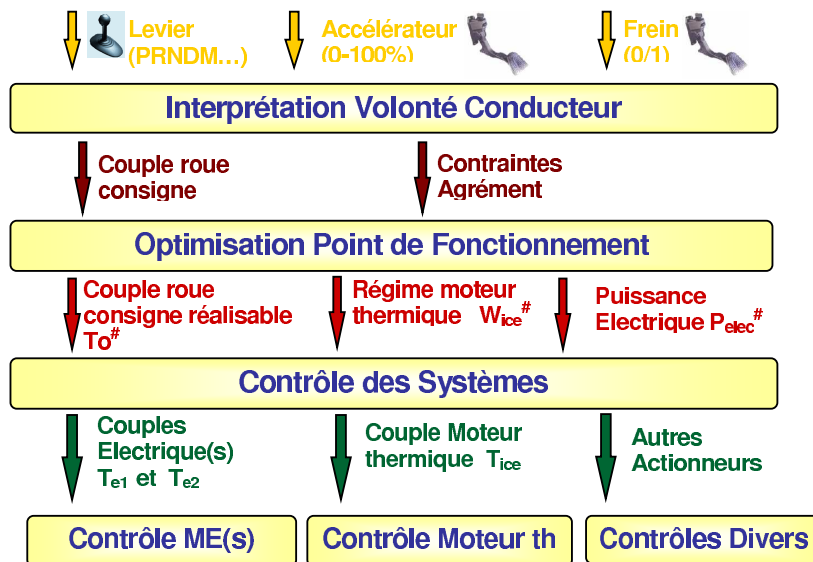 Levier
(PRNDM...)
Accélérateur
(0-100%)
Frein
(0/1)
Interprétation Volonté Conducteur
Couple roue
consigne
Contraintes
Agrément
Optimisation Point de Fonctionnement
Couple roue
consigne réalisable
To#
Régime moteur
thermique Wice#
Puissance
Electrique Pelec#
Contrôle des Systèmes
Couples
Electrique(s)
Te1 et Te2
Couple Moteur
thermique Tice
Autres
Actionneurs
Contrôle ME(s)
Contrôle Moteur th
Contrôles Divers